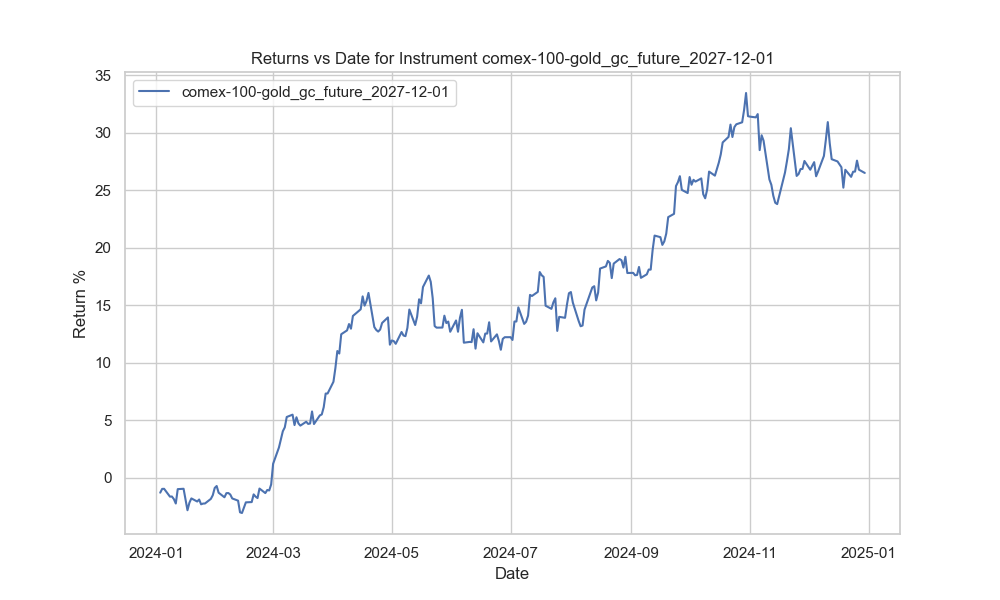 Returns vs Date for Instrument comex-100-gold_gc_future_2027-12-01
comex-100-gold_gc_future_2027-12-01
Return %
35
30
25
20
15
10
5
0
2024-01 2024-03 2024-05 2024-07 2024-09 2024-11 2025-01
Date